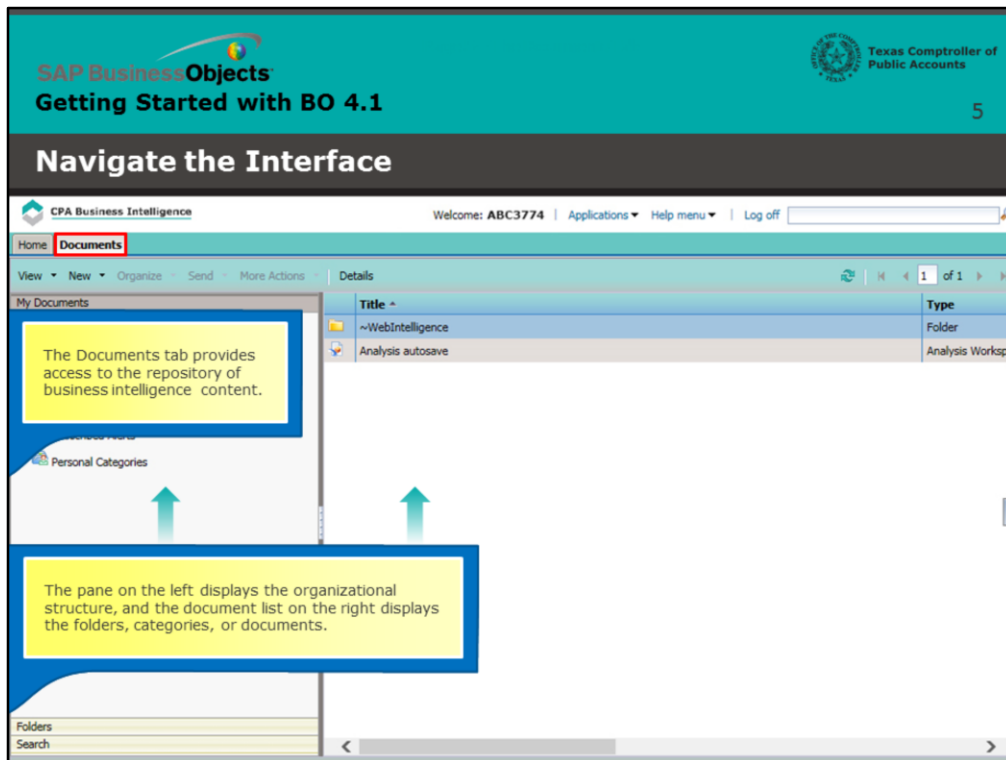 SAP BusinessObjects
Getting Started with BO 4.1
Texas Comptroller of
Public Accounts
5
Navigate the Interface
CPA Business Intelligence
Welcome: ABC3774 | Applications Help menu | Log off
Home Documents
View New Organize Send More Actions Details 1 of 1
My Documents
Title Type
~WebIntelligence Folder
Analysis autosave Analysis Worksp
The Documents tab provides
access to the repository of
business intelligence content.
Personal Categories
The pane on the left displays the organizational
structure, and the document list on the right displays
the folders, categories, or documents.
Folders
Search